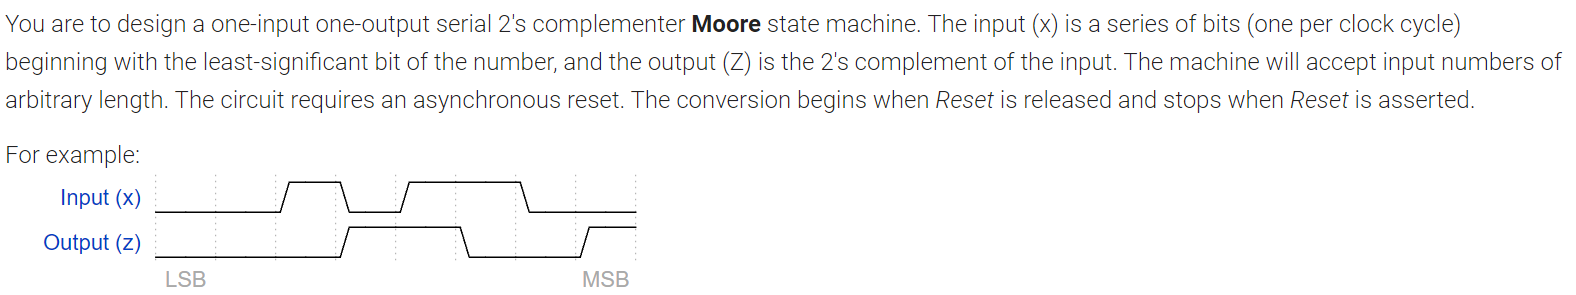 You are to design a one-input one-output serial 2's complementer Moore state machine. The input (x) is a series of bits (one per clock cycle)
beginning with the least-significant bit of the number, and the output (Z) is the 2's complement of the input. The machine will accept input numbers of
arbitrary length. The circuit requires an asynchronous reset. The conversion begins when Reset is released and stops when Reset is asserted.
For example:
Input (x)
Output (z)
LSB MSB